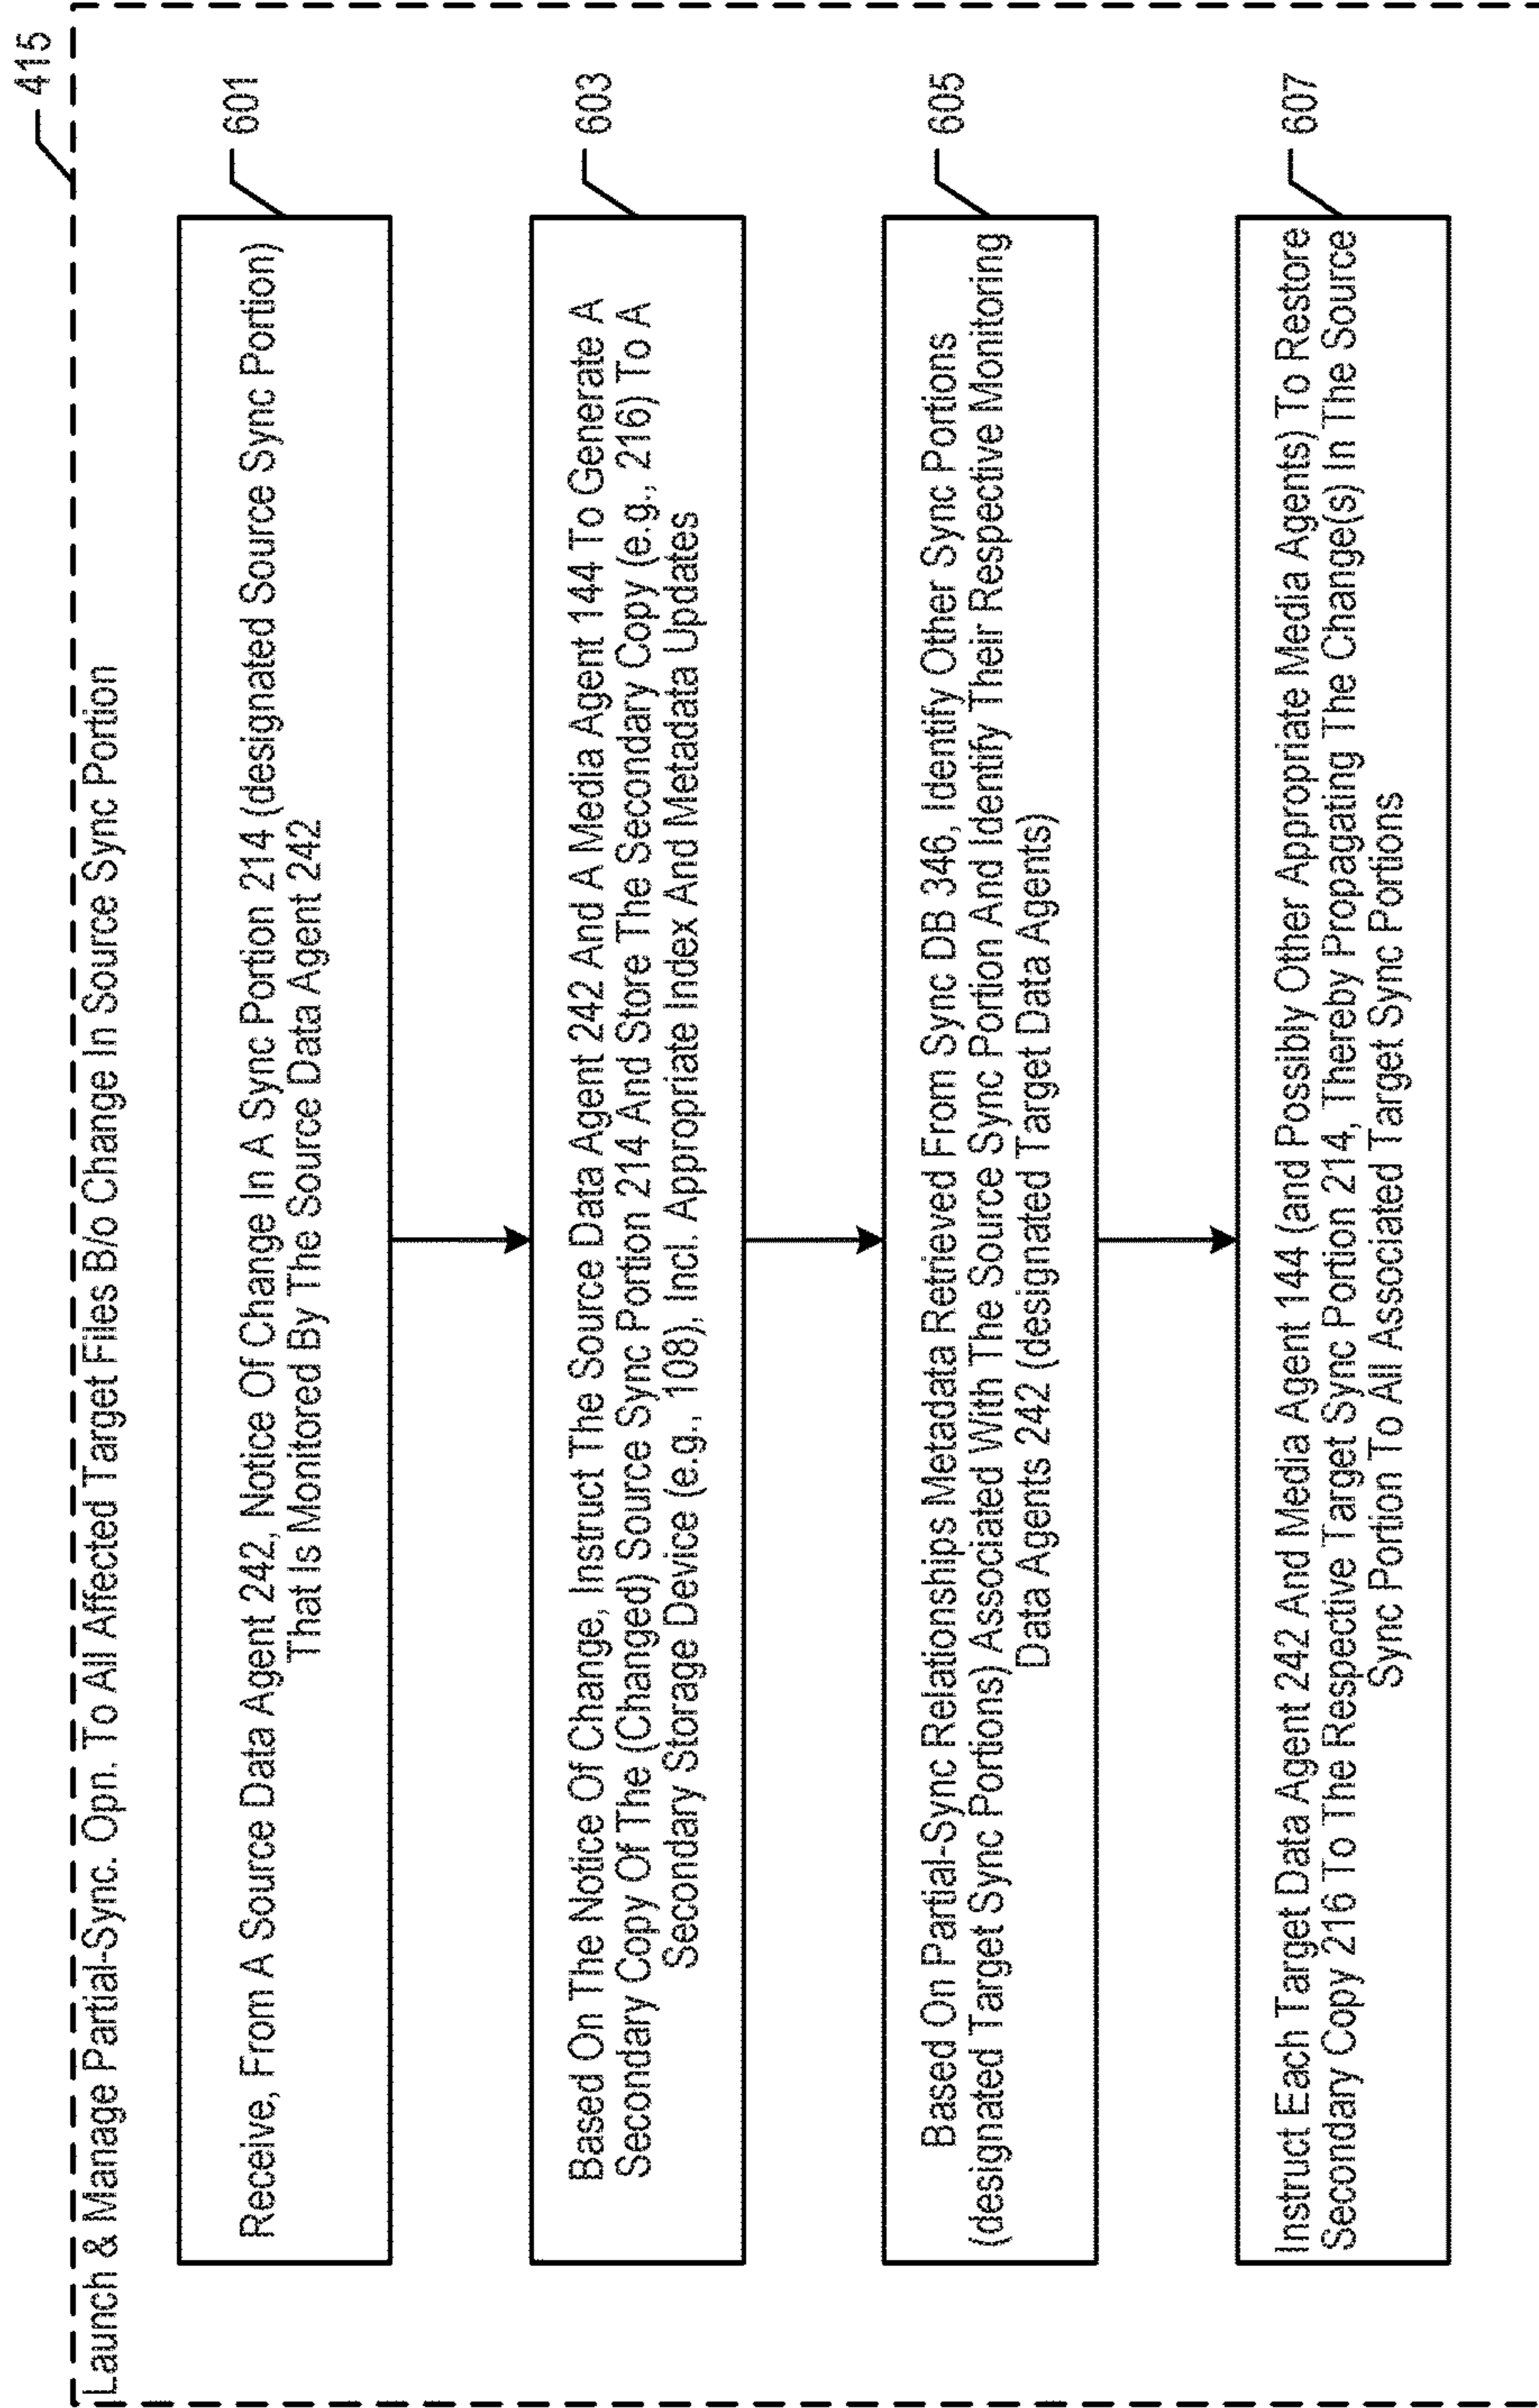 415
Launch & Manage Partial-Sync. Opn. To All Affected Target Files B/o Change In Source Sync Portion
601
Receive, From A Source Data Agent 242, Notice Of Change In A Sync Portion 214 (designated Source Sync Portion)
That Is Monitored By The Source Data Agent 242
603
Based On The Notice Of Change, Instruct The Source Data Agent 242 And A Media Agent 144 To Generate A
Secondary Copy Of The (Changed) Source Sync Portion 214 And Store The Secondary Copy (e.g., 216) To A
Secondary Storage Device (e.g., 108), Incl. Appropriate Index And Metadata Updates
605
Based On Partial-Sync Relationships Metadata Retrieved From Sync DB 346, Identify Other Sync Portions
(designated Target Sync Portions) Associated With The Source Sync Portion And Identify Their Respective Monitoring
Data Agents 242 (designated Target Data Agents)
607
Instruct Each Target Data Agent 242 And Media Agent 144 (and Possibly Other Appropriate Media Agents) To Restore
Secondary Copy 216 To The Respective Target Sync Portion 214, Thereby Propagating The Change(s) In The Source
Sync Portion To All Associated Target Sync Portions